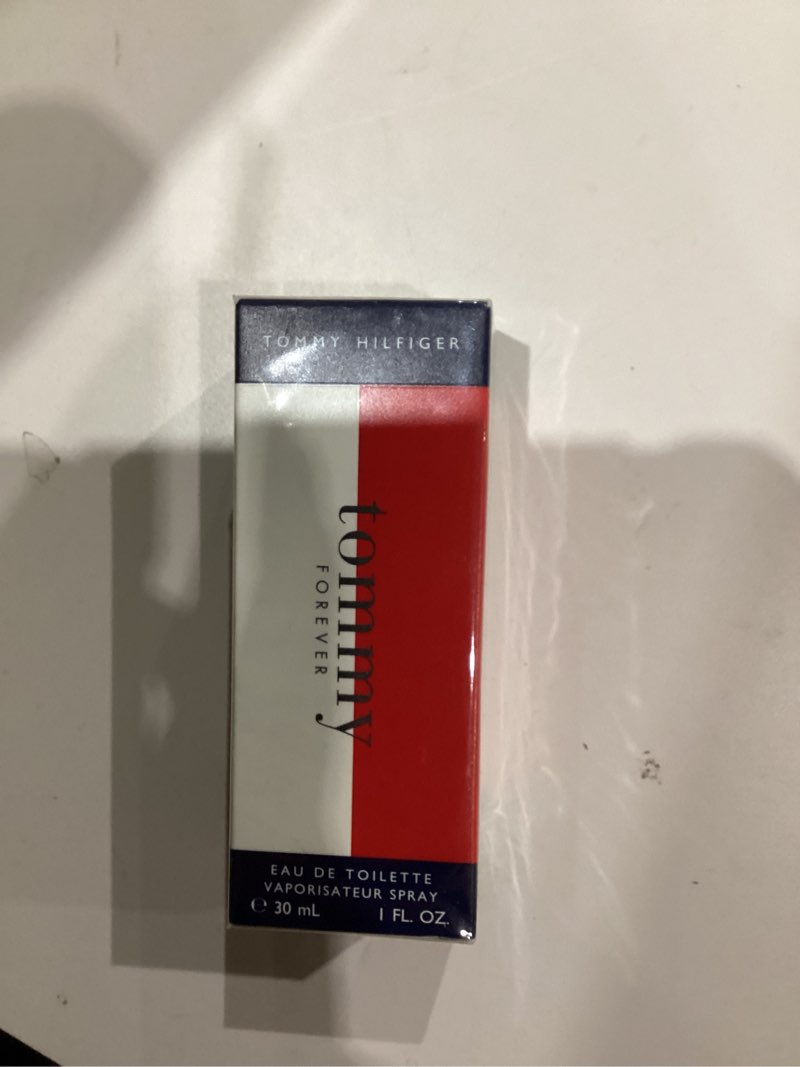 TOMMY HILFIGER
tommy
FOREVER
EAU DE TOILETTE
VAPORISATEUR SPRAY
℮ 30 mL 1 FL. OZ.